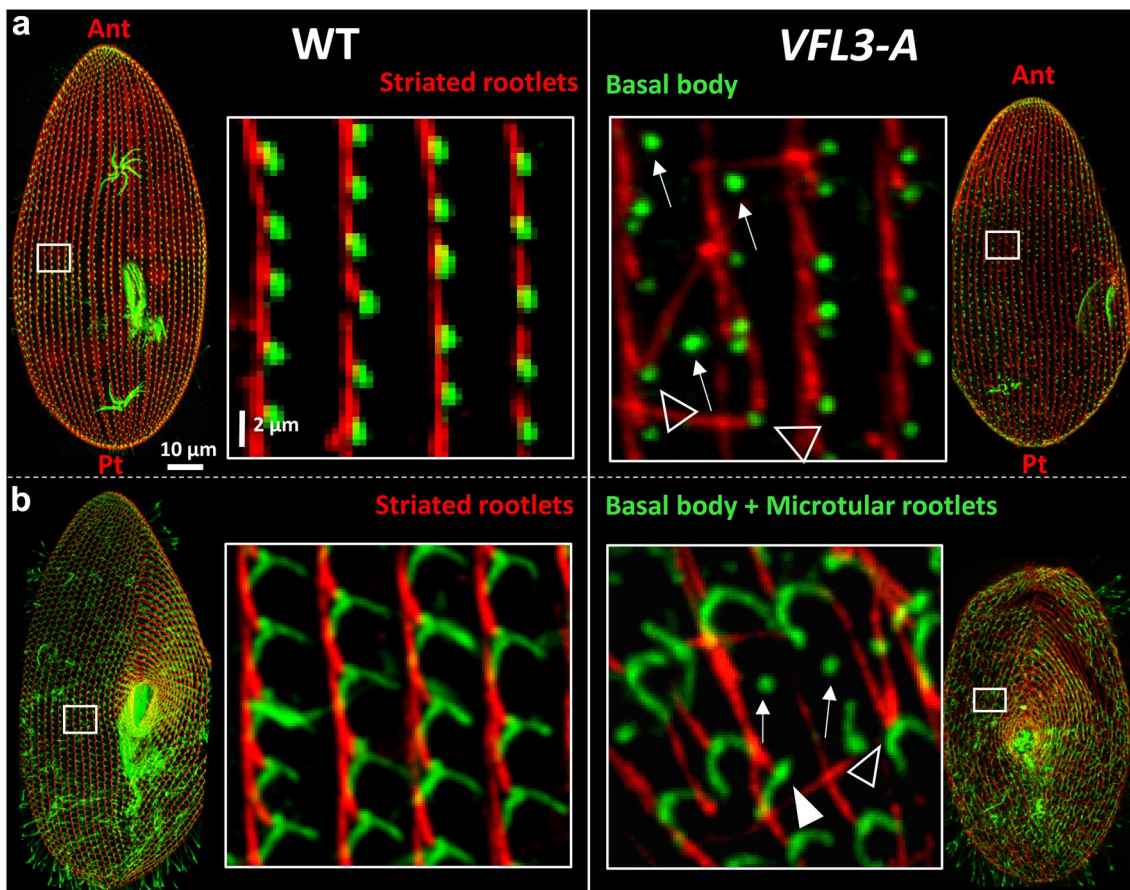 a
Ant
WT
VFL3-A
Striated rootlets
Basal body
Ant
2 µm
10 µm
Pt
Pt
b
Striated rootlets
Basal body + Microtular rootlets